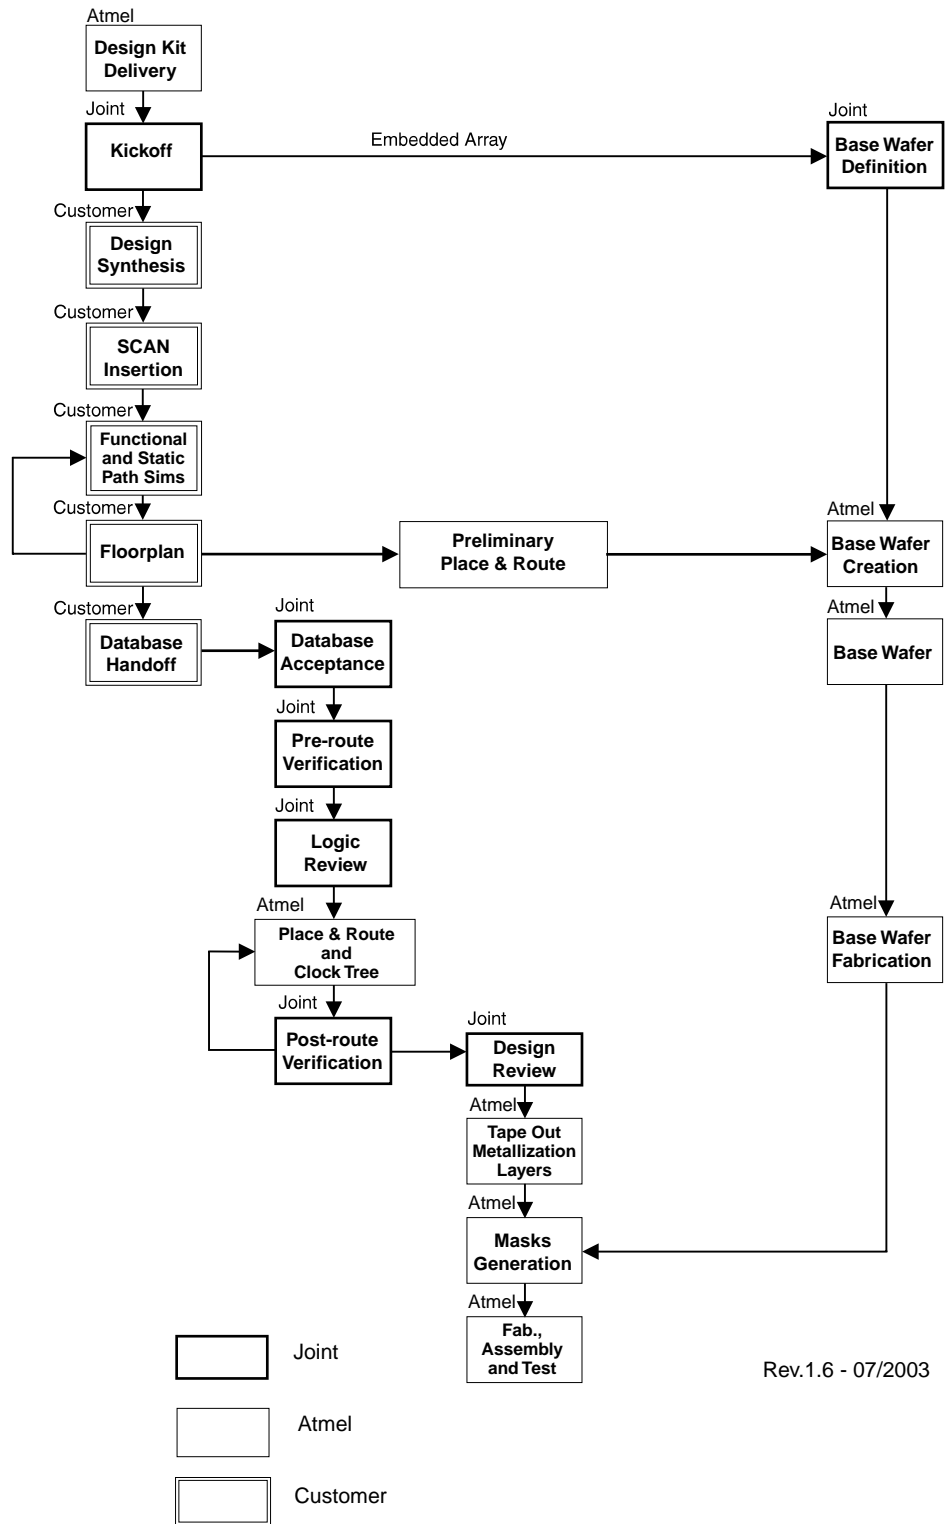 Atmel
Design Kit
Delivery
Joint
Kickoff
Embedded Array
Joint
Base Wafer
Definition
Customer
Design
Synthesis
Customer
SCAN
Insertion
Customer
Functional
and Static
Path Sims
Customer
Floorplan
Preliminary
Place & Route
Atmel
Base Wafer
Creation
Customer
Database
Handoff
Joint
Database
Acceptance
Atmel
Base Wafer
Joint
Pre-route
Verification
Joint
Logic
Review
Atmel
Place & Route
and
Clock Tree
Atmel
Base Wafer
Fabrication
Joint
Post-route
Verification
Joint
Design
Review
Atmel
Tape Out
Metallization
Layers
Atmel
Masks
Generation
Atmel
Fab.,
Assembly
and Test
Joint
Rev.1.6 - 07/2003
Atmel
Customer